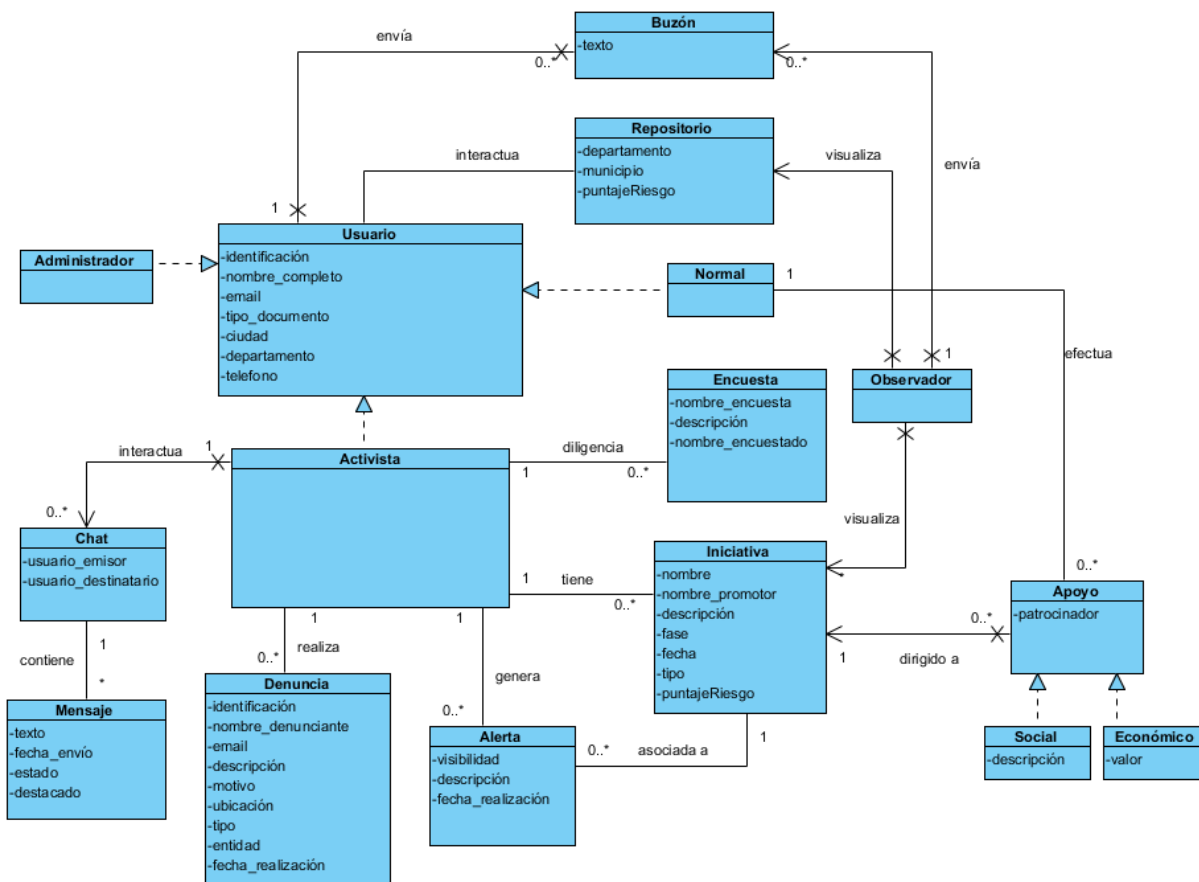 Buzón
-texto
envía
0..*
0..*
1
Repositorio
-departamento
-municipio
-puntajeRiesgo
interactua
visualiza
envía
Usuario
-identificación
-nombre_completo
-email
-tipo_documento
-ciudad
-departamento
-telefono
Administrador
Normal
1
efectua
0..*
1
Observador
Encuesta
-nombre_encuesta
-descripción
-nombre_encuestado
diligencia
1
0..*
interactua
1
0..*
Activista
visualiza
*
Chat
-usuario_emisor
-usuario_destinatario
1
contiene
*
Mensaje
-texto
-fecha_envío
-estado
-destacado
1
tiene
0..*
Iniciativa
-nombre
-nombre_promotor
-descripción
-fase
-fecha
-tipo
-puntajeRiesgo
Apoyo
-patrocinador
0..*
dirigido a
1
1
realiza
0..*
Denuncia
-identificación
-nombre_denunciante
-email
-descripción
-motivo
-ubicación
-tipo
-entidad
-fecha_realización
1
genera
0..*
Alerta
-visibilidad
-descripción
-fecha_realización
0..*
asociada a
1
Social
-descripción
Económico
-valor